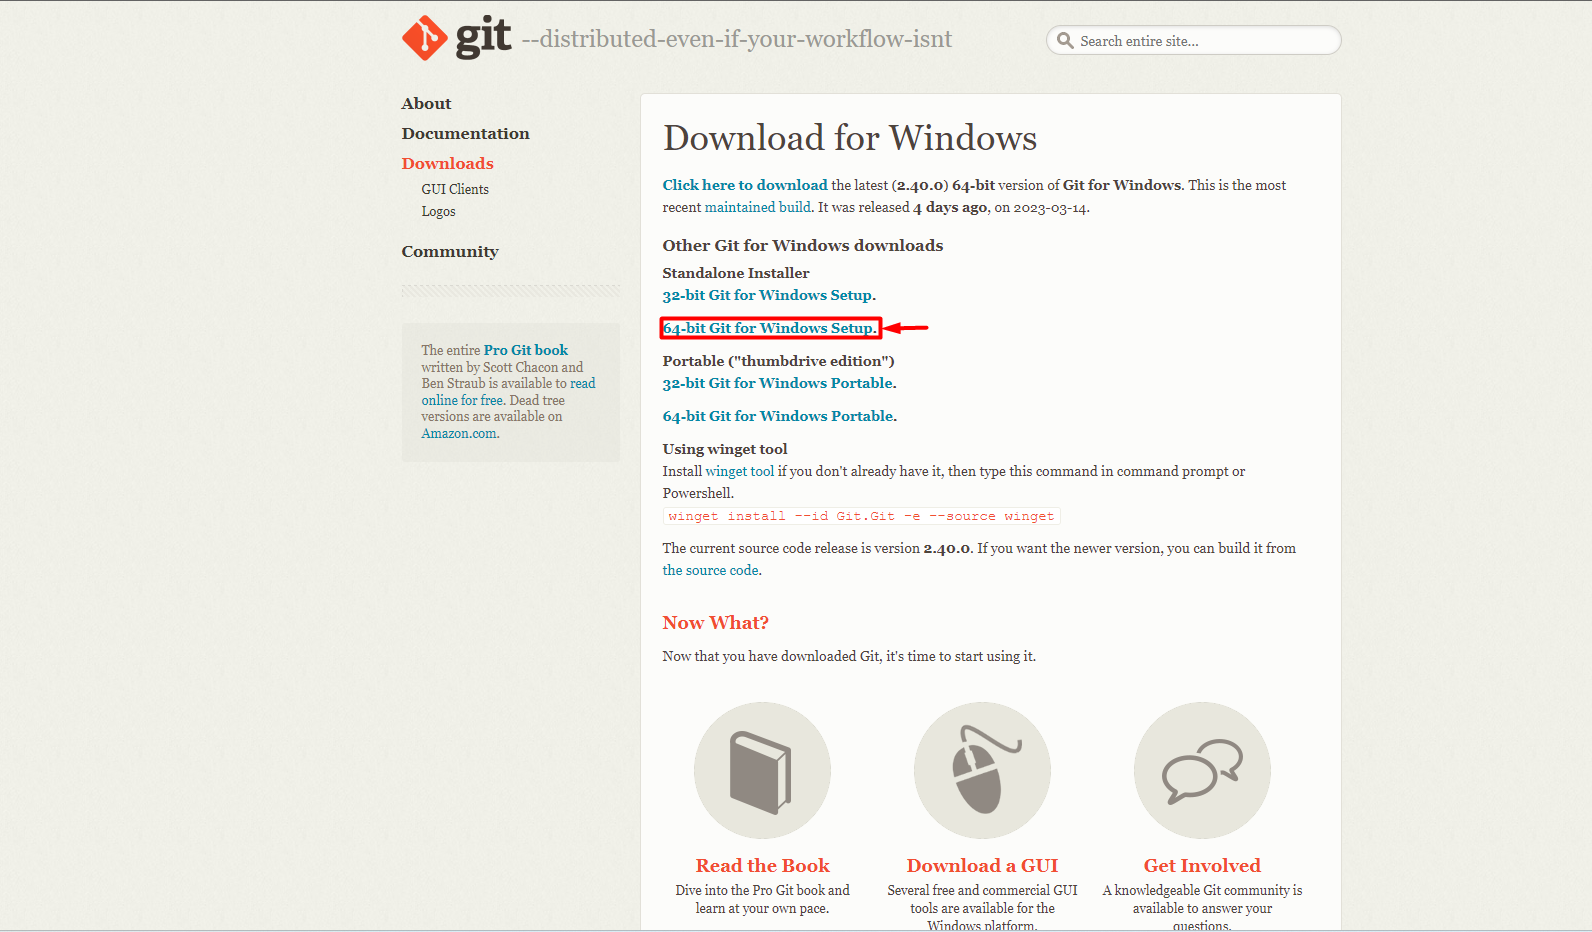 git --distributed-even-if-your-workflow-isnt
Search entire site...
About
Documentation
Downloads
GUI Clients
Logos
Community
The entire Pro Git book
written by Scott Chacon and
Ben Straub is available to read
online for free. Dead tree
versions are available on
Amazon.com.
Download for Windows
Click here to download the latest (2.40.0) 64-bit version of Git for Windows. This is the most
recent maintained build. It was released 4 days ago, on 2023-03-14.
Other Git for Windows downloads
Standalone Installer
32-bit Git for Windows Setup.
64-bit Git for Windows Setup.
Portable ("thumbdrive edition")
32-bit Git for Windows Portable.
64-bit Git for Windows Portable.
Using winget tool
Install winget tool if you don't already have it, then type this command in command prompt or
Powershell.
winget install --id Git.Git -e --source winget
The current source code release is version 2.40.0. If you want the newer version, you can build it from
the source code.
Now What?
Now that you have downloaded Git, it's time to start using it.
Read the Book
Dive into the Pro Git book and
learn at your own pace.
Download a GUI
Several free and commercial GUI
tools are available for the
Windows platform.
Get Involved
A knowledgeable Git community is
available to answer your
questions.